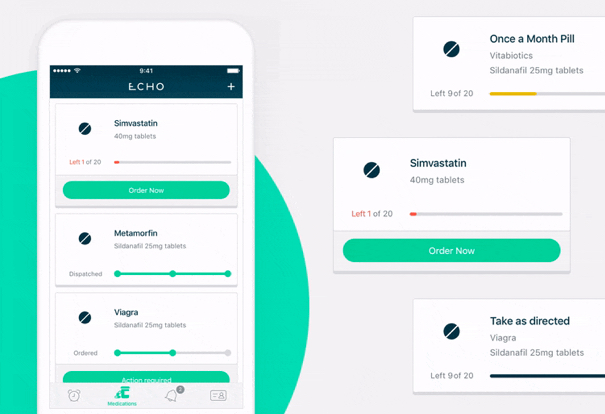 9:41
ECHO
+
Simvastatin
40mg tablets
Left 1 of 20
Order Now
Metamorfin
Sildanafil 25mg tablets
Dispatched
Viagra
Sildanafil 25mg tablets
Ordered
Action required
Medications
2
Once a Month Pill
Vitabiotics
Sildanafil 25mg tablets
Left 9 of 20
Simvastatin
40mg tablets
Left 1 of 20
Order Now
Take as directed
Viagra
Sildanafil 25mg tablets
Left 9 of 20